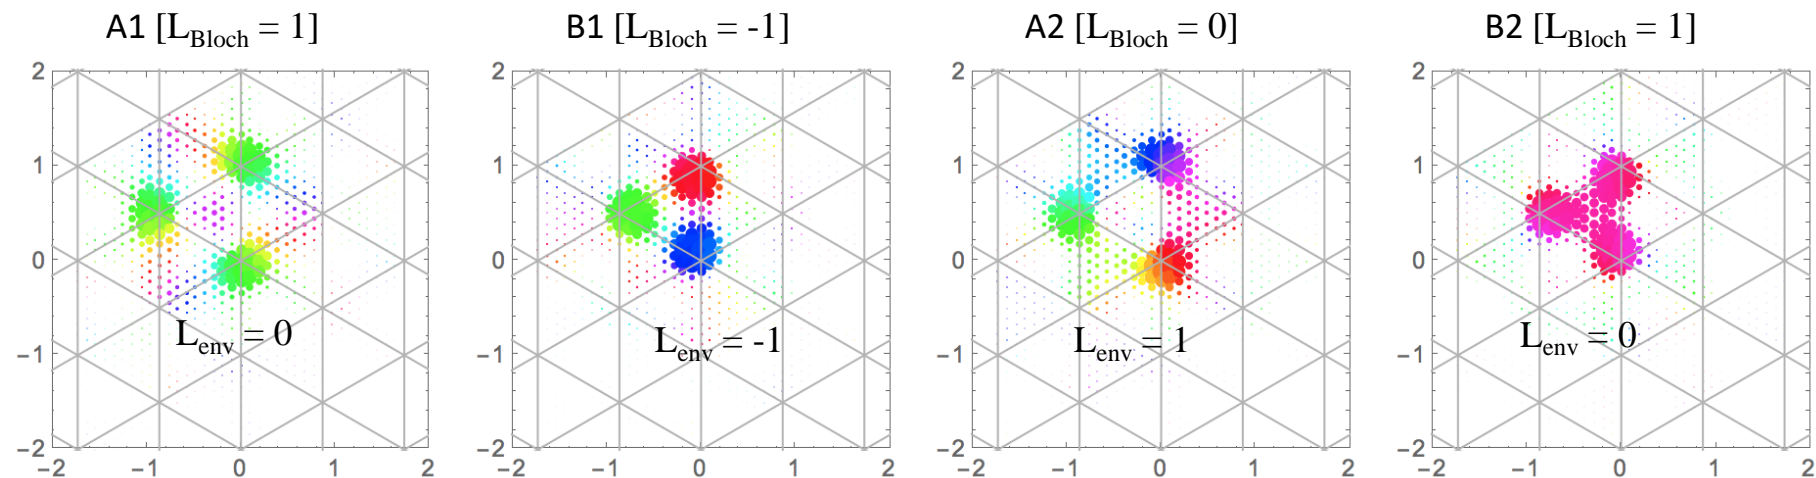 A1 [L_Bloch = 1]
B1 [L_Bloch = -1]
A2 [L_Bloch = 0]
B2 [L_Bloch = 1]
2
1
0
−1
−2
−2 −1 0 1 2
L_env = 0
2
1
0
−1
−2
−2 −1 0 1 2
L_env = -1
2
1
0
−1
−2
−2 −1 0 1 2
L_env = 1
2
1
0
−1
−2
−2 −1 0 1 2
L_env = 0